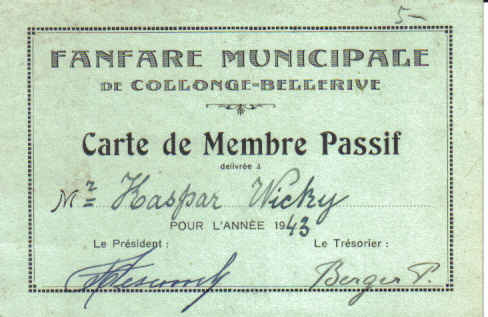 5.-
FANFARE MUNICIPALE
DE COLLONGE-BELLERIVE
Carte de Membre Passif
délivrée à
Mr Kaspar Wicky
POUR L'ANNÉE 1943
Le Président : Le Trésorier :
Berger P.